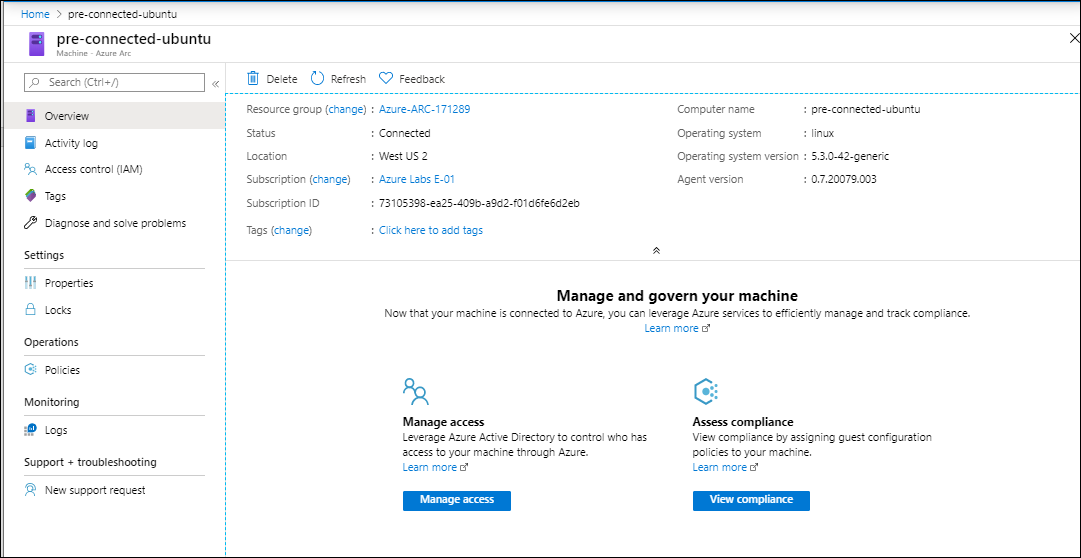 Home > pre-connected-ubuntu
pre-connected-ubuntu
Machine - Azure Arc
Search (Ctrl+/)
«
Overview
Activity log
Access control (IAM)
Tags
Diagnose and solve problems
Settings
Properties
Locks
Operations
Policies
Monitoring
Logs
Support + troubleshooting
New support request
Delete Refresh Feedback
Resource group (change) : Azure-ARC-171289
Status : Connected
Location : West US 2
Subscription (change) : Azure Labs E-01
Subscription ID : 73105398-ea25-409b-a9d2-f01d6fe6d2eb
Tags (change) : Click here to add tags
Computer name : pre-connected-ubuntu
Operating system : linux
Operating system version : 5.3.0-42-generic
Agent version : 0.7.20079.003
Manage and govern your machine
Now that your machine is connected to Azure, you can leverage Azure services to efficiently manage and track compliance.
Learn more
Manage access
Leverage Azure Active Directory to control who has
access to your machine through Azure.
Learn more
Manage access
Assess compliance
View compliance by assigning guest configuration
policies to your machine.
Learn more
View compliance